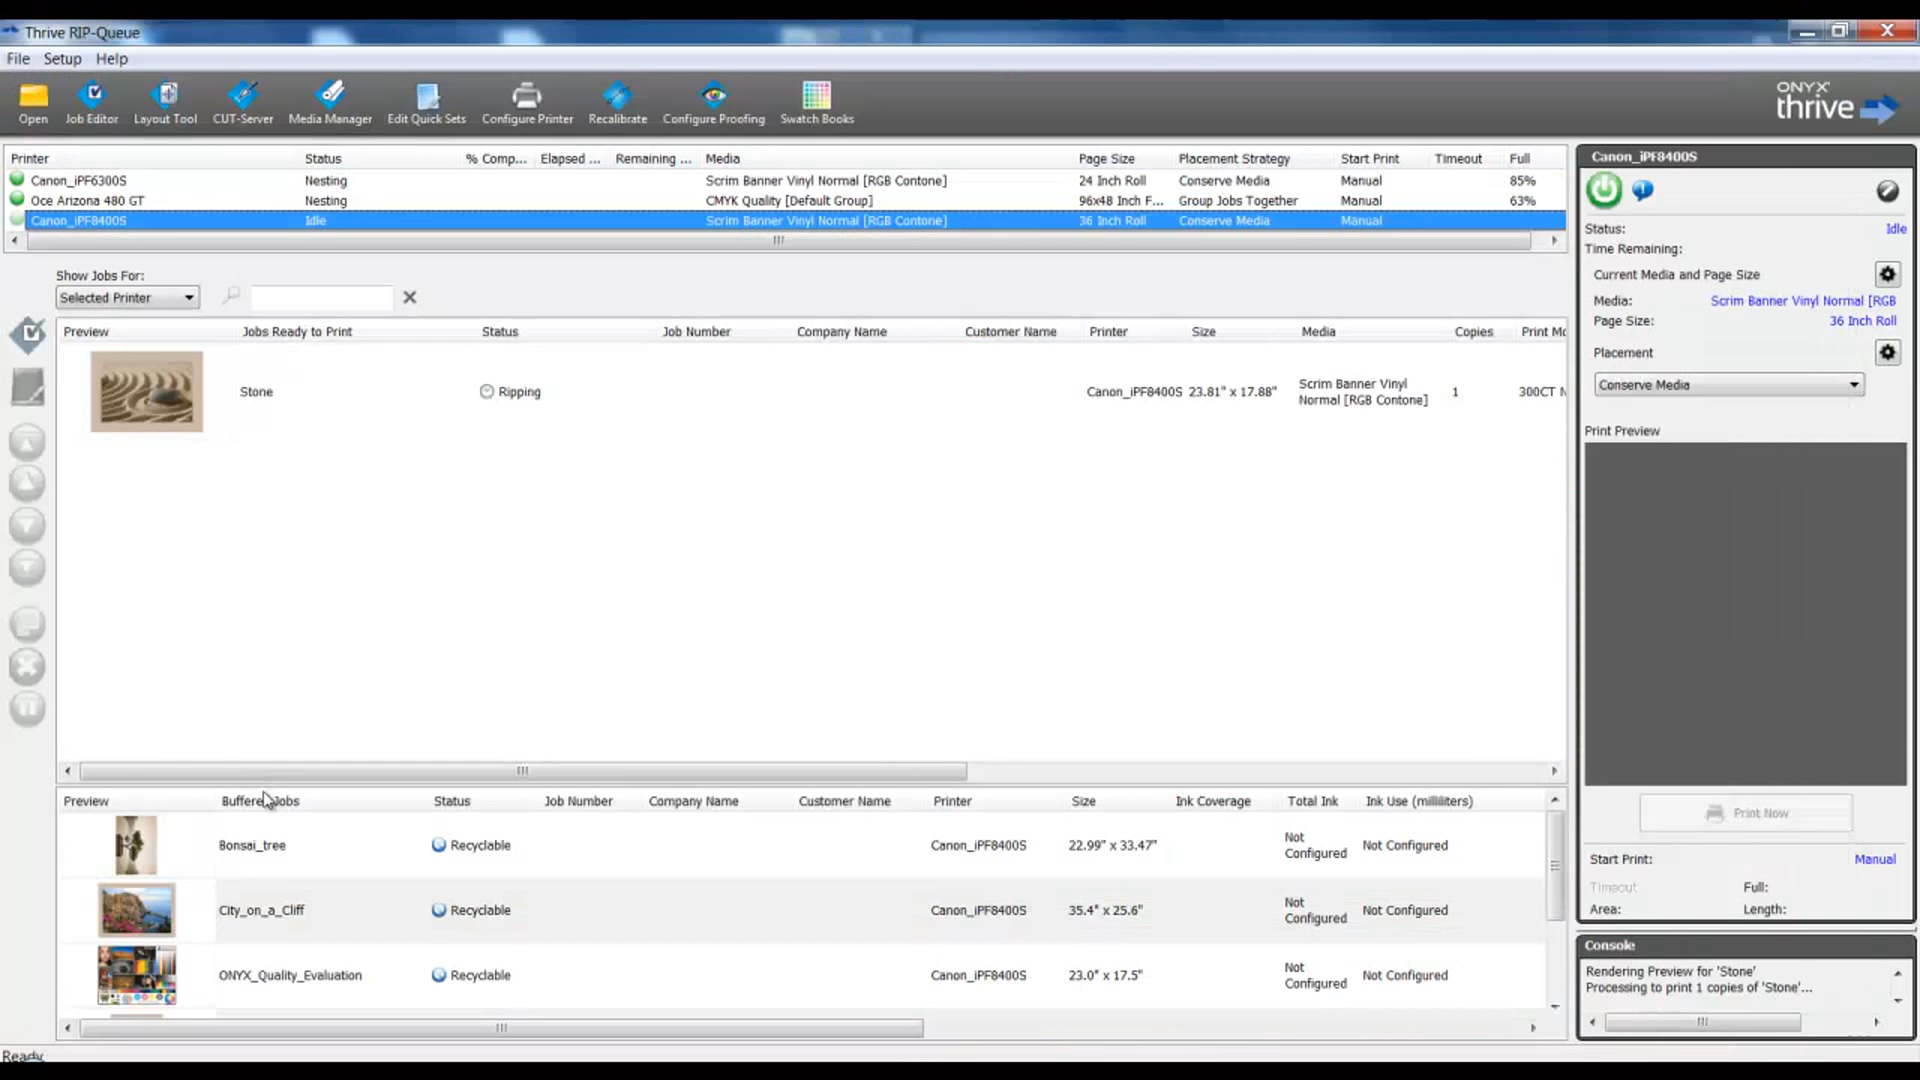 Thrive RIP-Queue
File Setup Help
Open Job Editor Layout Tool CUT-Server Media Manager Edit Quick Sets Configure Printer Recalibrate Configure Proofing Swatch Books
ONYX
thrive
Printer Status % Comp... Elapsed ... Remaining ... Media Page Size Placement Strategy Start Print Timeout Full
Canon_iPF6300S Nesting Scrim Banner Vinyl Normal [RGB Contone] 24 Inch Roll Conserve Media Manual 85%
Oce Arizona 480 GT Nesting CMYK Quality [Default Group] 96x48 Inch F... Group Jobs Together Manual 63%
Canon_iPF8400S Idle Scrim Banner Vinyl Normal [RGB Contone] 36 Inch Roll Conserve Media Manual
Show Jobs For:
Selected Printer
Preview Jobs Ready to Print Status Job Number Company Name Customer Name Printer Size Media Copies Print Mo
Stone Ripping Canon_iPF8400S 23.81" x 17.88" Scrim Banner Vinyl
Normal [RGB Contone] 1 300CT N
Preview Buffered Jobs Status Job Number Company Name Customer Name Printer Size Ink Coverage Total Ink Ink Use (milliliters)
Bonsai_tree Recyclable Canon_iPF8400S 22.99" x 33.47" Not
Configured Not Configured
City_on_a_Cliff Recyclable Canon_iPF8400S 35.4" x 25.6" Not
Configured Not Configured
ONYX_Quality_Evaluation Recyclable Canon_iPF8400S 23.0" x 17.5" Not
Configured Not Configured
Ready
Canon_iPF8400S
Status: Idle
Time Remaining:
Current Media and Page Size
Media: Scrim Banner Vinyl Normal [RGB
Page Size: 36 Inch Roll
Placement
Conserve Media
Print Preview
Print Now
Start Print: Manual
Timeout Full:
Area: Length:
Console
Rendering Preview for 'Stone'
Processing to print 1 copies of 'Stone'...